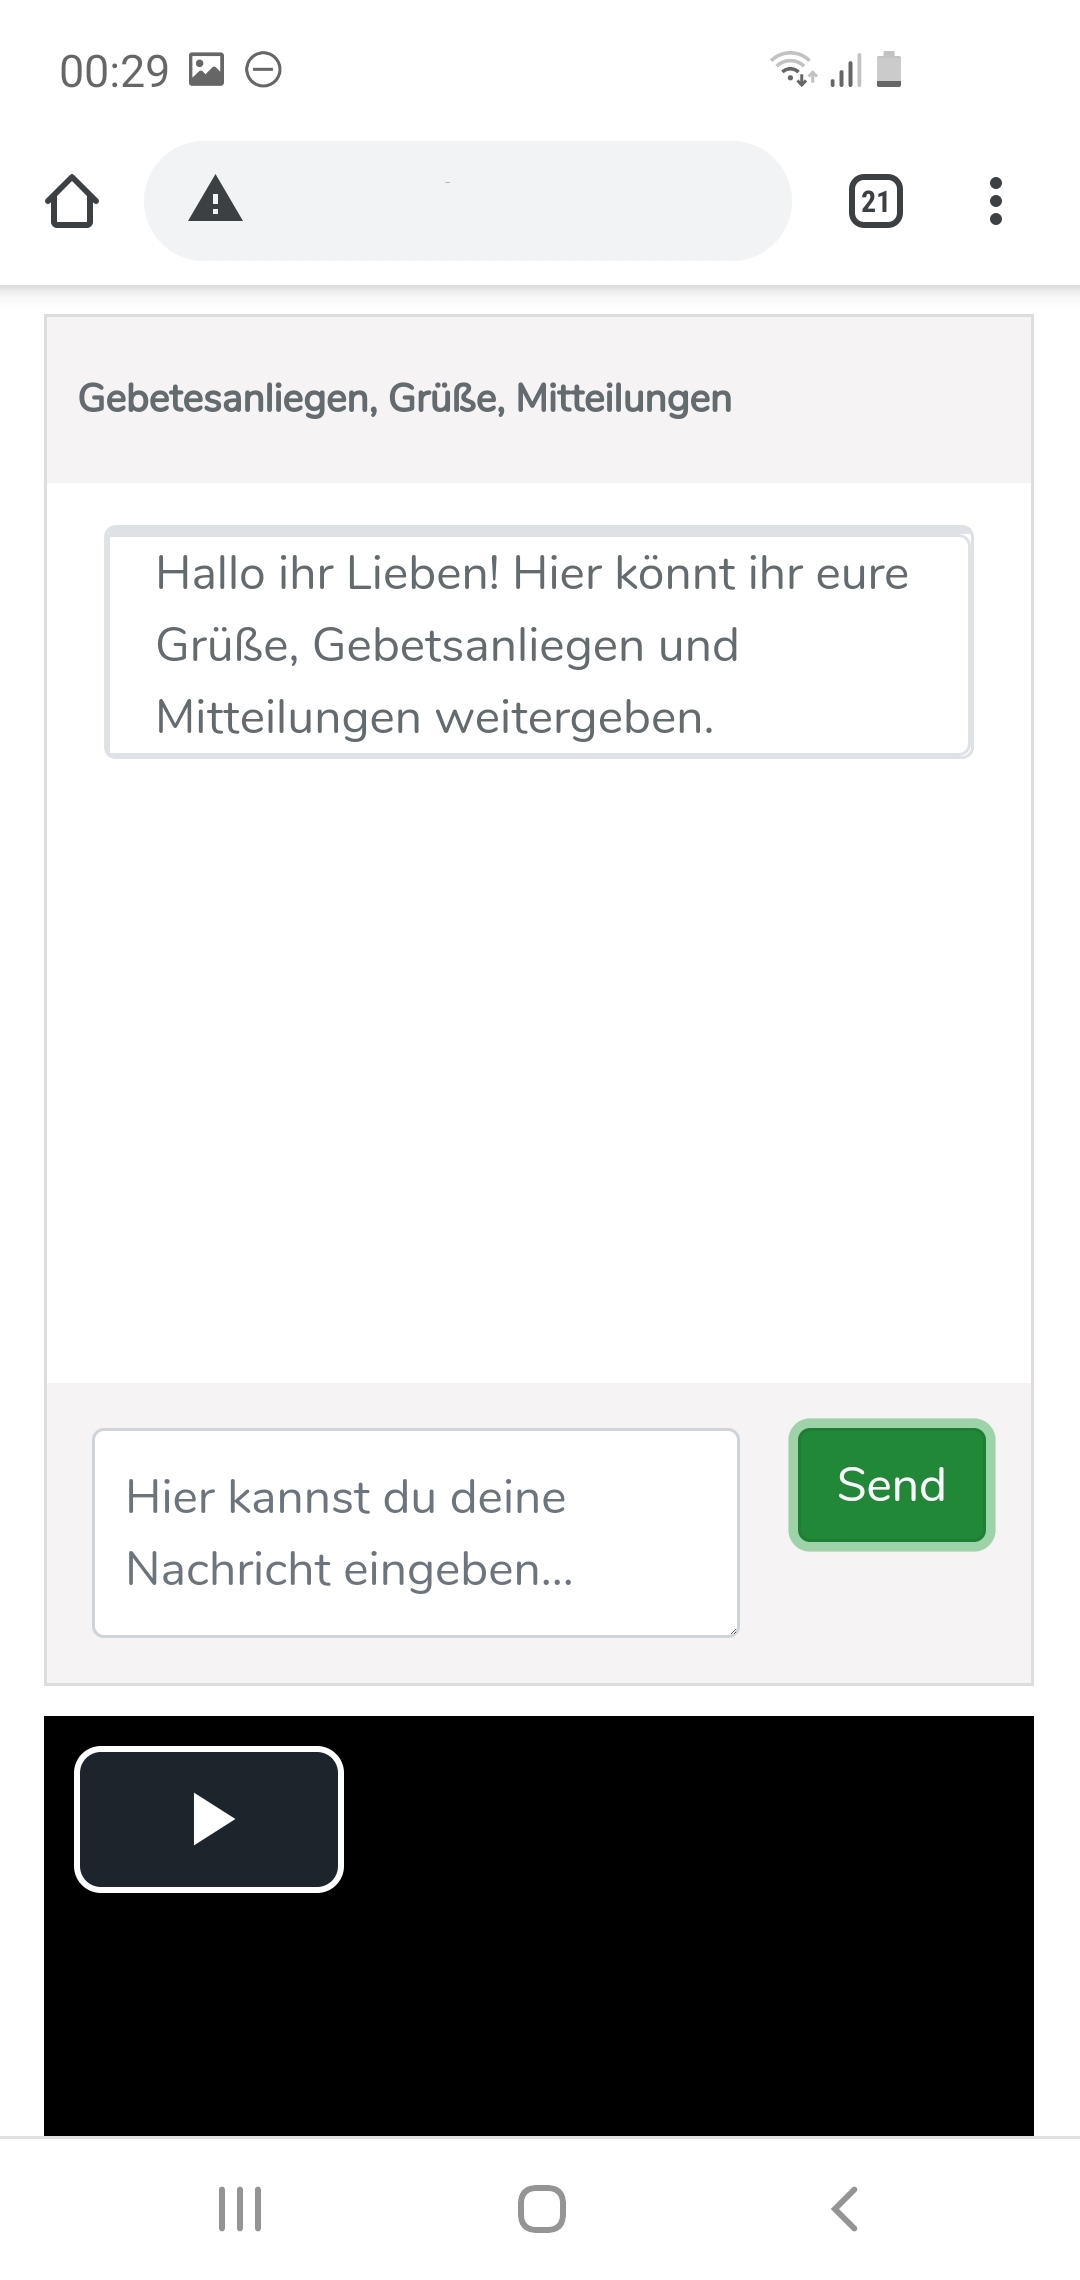 00:29
21
Gebetesanliegen, Grüße, Mitteilungen
Hallo ihr Lieben! Hier könnt ihr eure
Grüße, Gebetsanliegen und
Mitteilungen weitergeben.
Hier kannst du deine
Nachricht eingeben...
Send